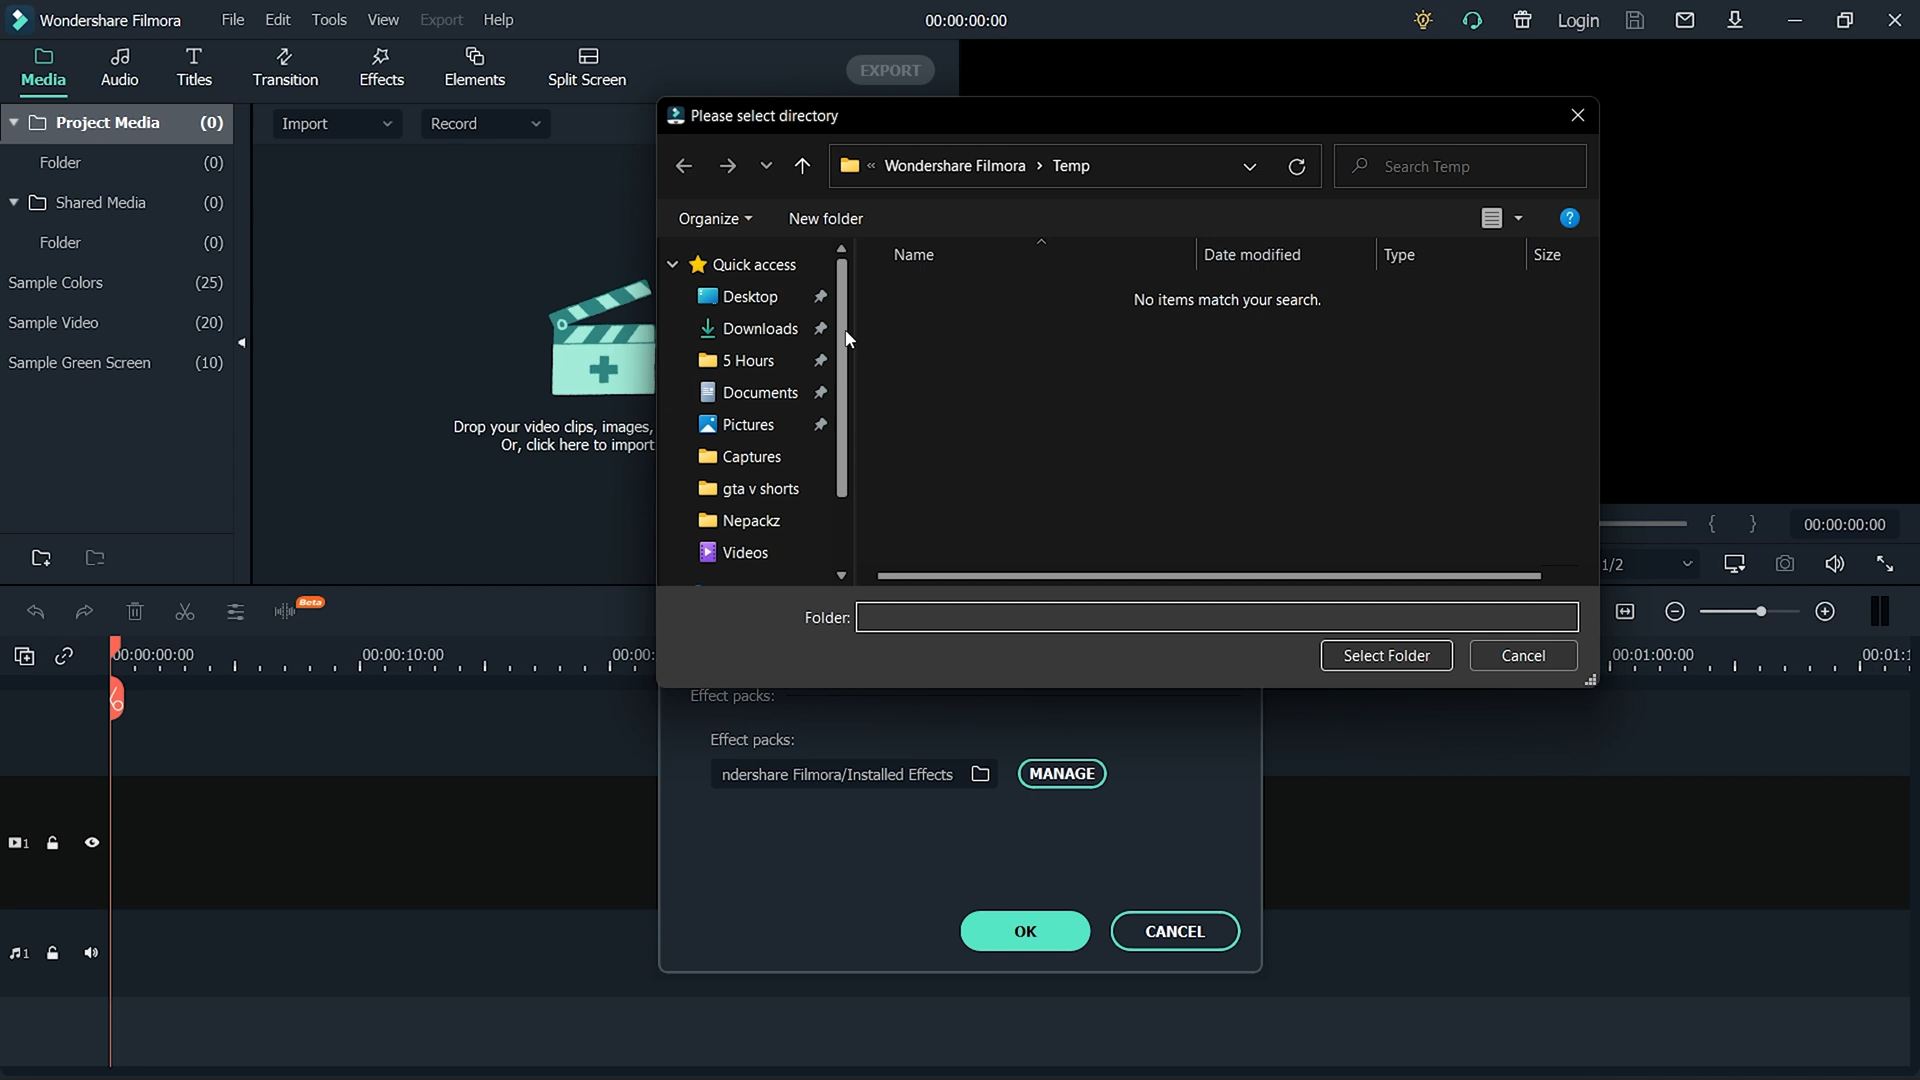 Wondershare Filmora File Edit Tools View Export Help 00:00:00:00 Login
Media Audio Titles Transition Effects Elements Split Screen EXPORT
Project Media (0)
Folder (0)
Shared Media (0)
Folder (0)
Sample Colors (25)
Sample Video (20)
Sample Green Screen (10)
Import Record
Drop your video clips, images,
Or, click here to import
Please select directory
« Wondershare Filmora › Temp
Search Temp
Organize New folder
?
Quick access
Desktop
Downloads
5 Hours
Documents
Pictures
Captures
gta v shorts
Nepackz
Videos
Name Date modified Type Size
No items match your search.
Folder:
Select Folder Cancel
{ } 00:00:00:00
1/2
Beta
00:00:00:00 00:00:10:00 00:00: 00:01:00:00 00:01:1
Effect packs:
Effect packs:
ndershare Filmora/Installed Effects MANAGE
OK CANCEL
1
1